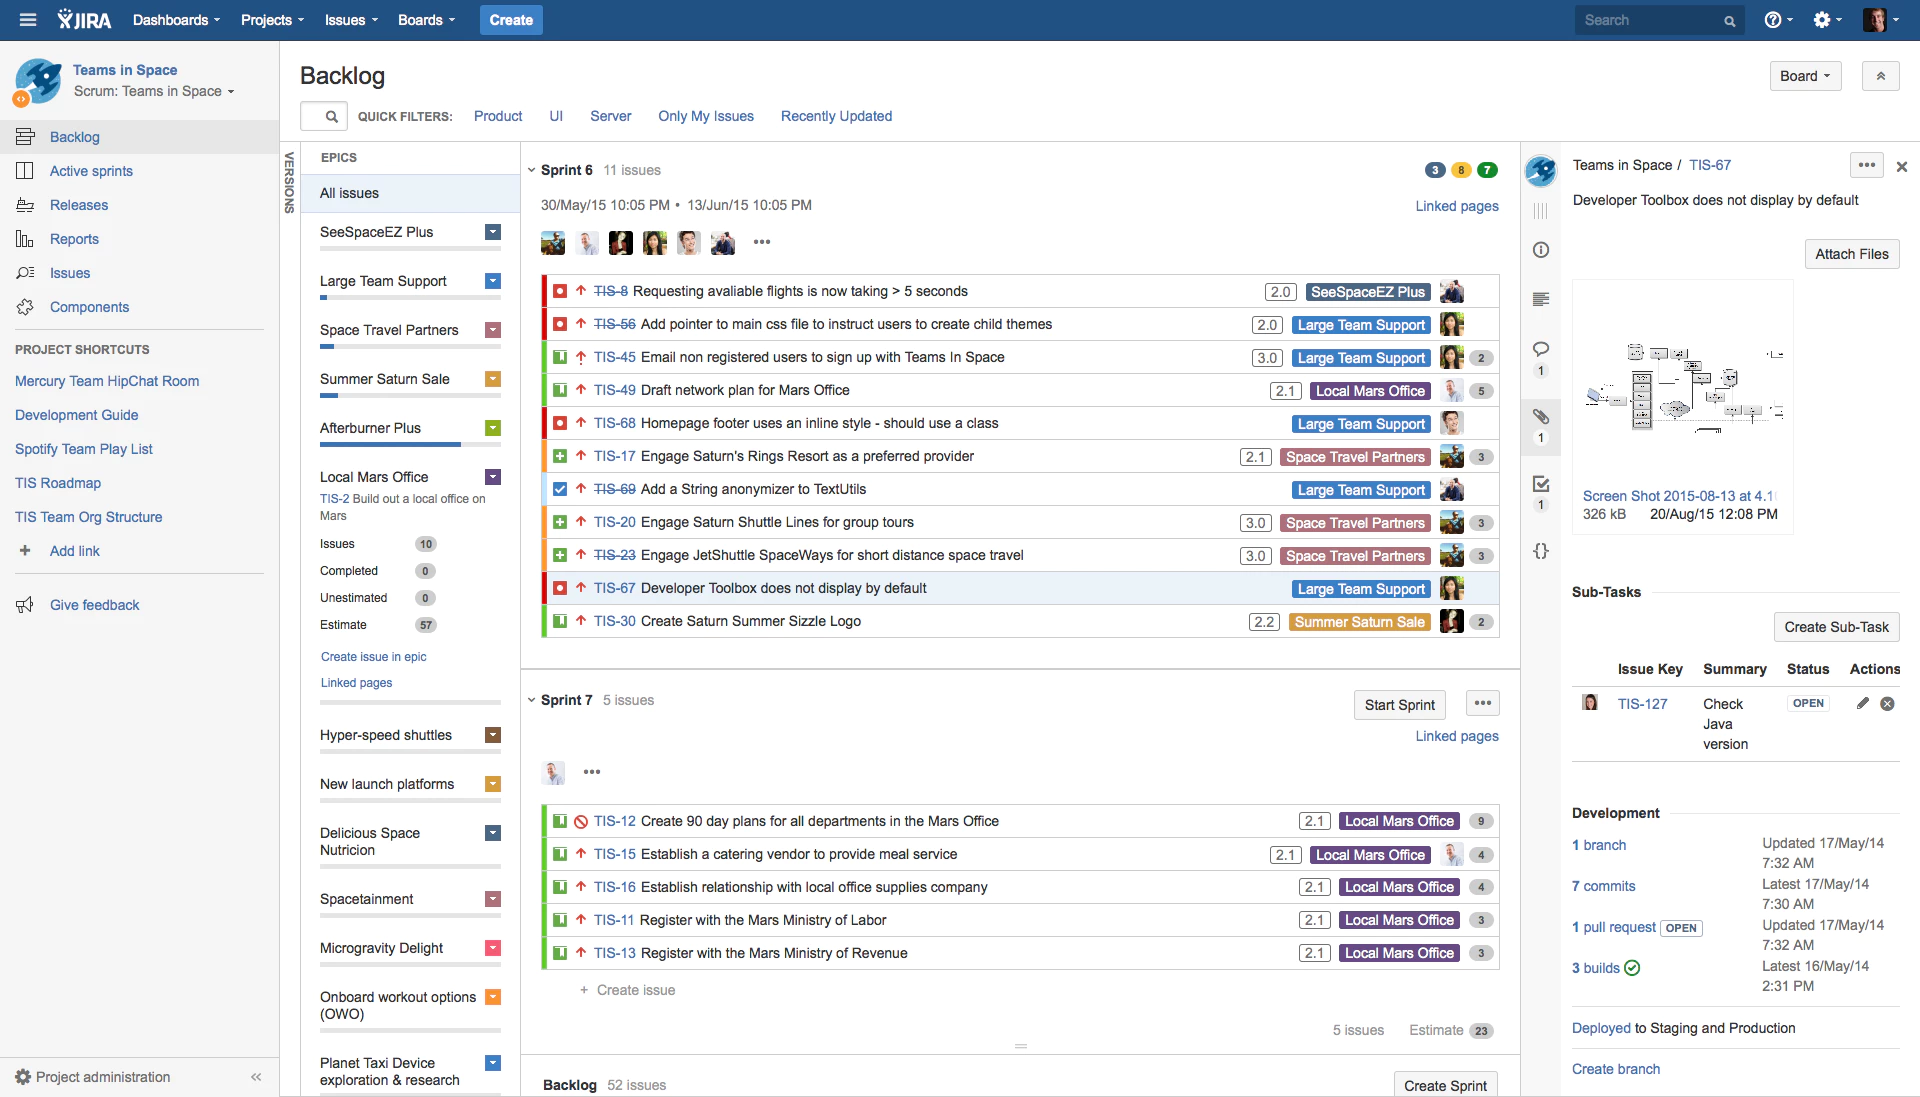 JIRA Dashboards Projects Issues Boards Create Search
Teams in Space
Scrum: Teams in Space
Backlog
Active sprints
Releases
Reports
Issues
Components
PROJECT SHORTCUTS
Mercury Team HipChat Room
Development Guide
Spotify Team Play List
TIS Roadmap
TIS Team Org Structure
+ Add link
Give feedback
Project administration
Backlog
Board
QUICK FILTERS: Product UI Server Only My Issues Recently Updated
VERSIONS
EPICS
All issues
SeeSpaceEZ Plus
Large Team Support
Space Travel Partners
Summer Saturn Sale
Afterburner Plus
Local Mars Office
TIS-2 Build out a local office on
Mars
Issues 10
Completed 0
Unestimated 0
Estimate 57
Create issue in epic
Linked pages
Hyper-speed shuttles
New launch platforms
Delicious Space
Nutricion
Spacetainment
Microgravity Delight
Onboard workout options
(OWO)
Planet Taxi Device
exploration & research
Sprint 6 11 issues 3 8 7
30/May/15 10:05 PM • 13/Jun/15 10:05 PM
Linked pages
TIS-8 Requesting avaliable flights is now taking > 5 seconds 2.0 SeeSpaceEZ Plus
TIS-56 Add pointer to main css file to instruct users to create child themes 2.0 Large Team Support
TIS-45 Email non registered users to sign up with Teams In Space 3.0 Large Team Support 2
TIS-49 Draft network plan for Mars Office 2.1 Local Mars Office 5
TIS-68 Homepage footer uses an inline style - should use a class Large Team Support
TIS-17 Engage Saturn's Rings Resort as a preferred provider 2.1 Space Travel Partners 3
TIS-69 Add a String anonymizer to TextUtils Large Team Support
TIS-20 Engage Saturn Shuttle Lines for group tours 3.0 Space Travel Partners 3
TIS-23 Engage JetShuttle SpaceWays for short distance space travel 3.0 Space Travel Partners 3
TIS-67 Developer Toolbox does not display by default Large Team Support
TIS-30 Create Saturn Summer Sizzle Logo 2.2 Summer Saturn Sale 2
Sprint 7 5 issues Start Sprint
Linked pages
TIS-12 Create 90 day plans for all departments in the Mars Office 2.1 Local Mars Office 9
TIS-15 Establish a catering vendor to provide meal service 2.1 Local Mars Office 4
TIS-16 Establish relationship with local office supplies company 2.1 Local Mars Office 4
TIS-11 Register with the Mars Ministry of Labor 2.1 Local Mars Office 3
TIS-13 Register with the Mars Ministry of Revenue 2.1 Local Mars Office 3
+ Create issue
5 issues Estimate 23
Backlog 52 issues Create Sprint
1
1
1
Teams in Space / TIS-67
Developer Toolbox does not display by default
Attach Files
Screen Shot 2015-08-13 at 4.1
326 kB 20/Aug/15 12:08 PM
Sub-Tasks
Create Sub-Task
Issue Key Summary Status Actions
TIS-127 Check OPEN
Java
version
Development
1 branch Updated 17/May/14
7:32 AM
7 commits Latest 17/May/14
7:30 AM
1 pull request OPEN Updated 17/May/14
7:32 AM
3 builds Latest 16/May/14
2:31 PM
Deployed to Staging and Production
Create branch